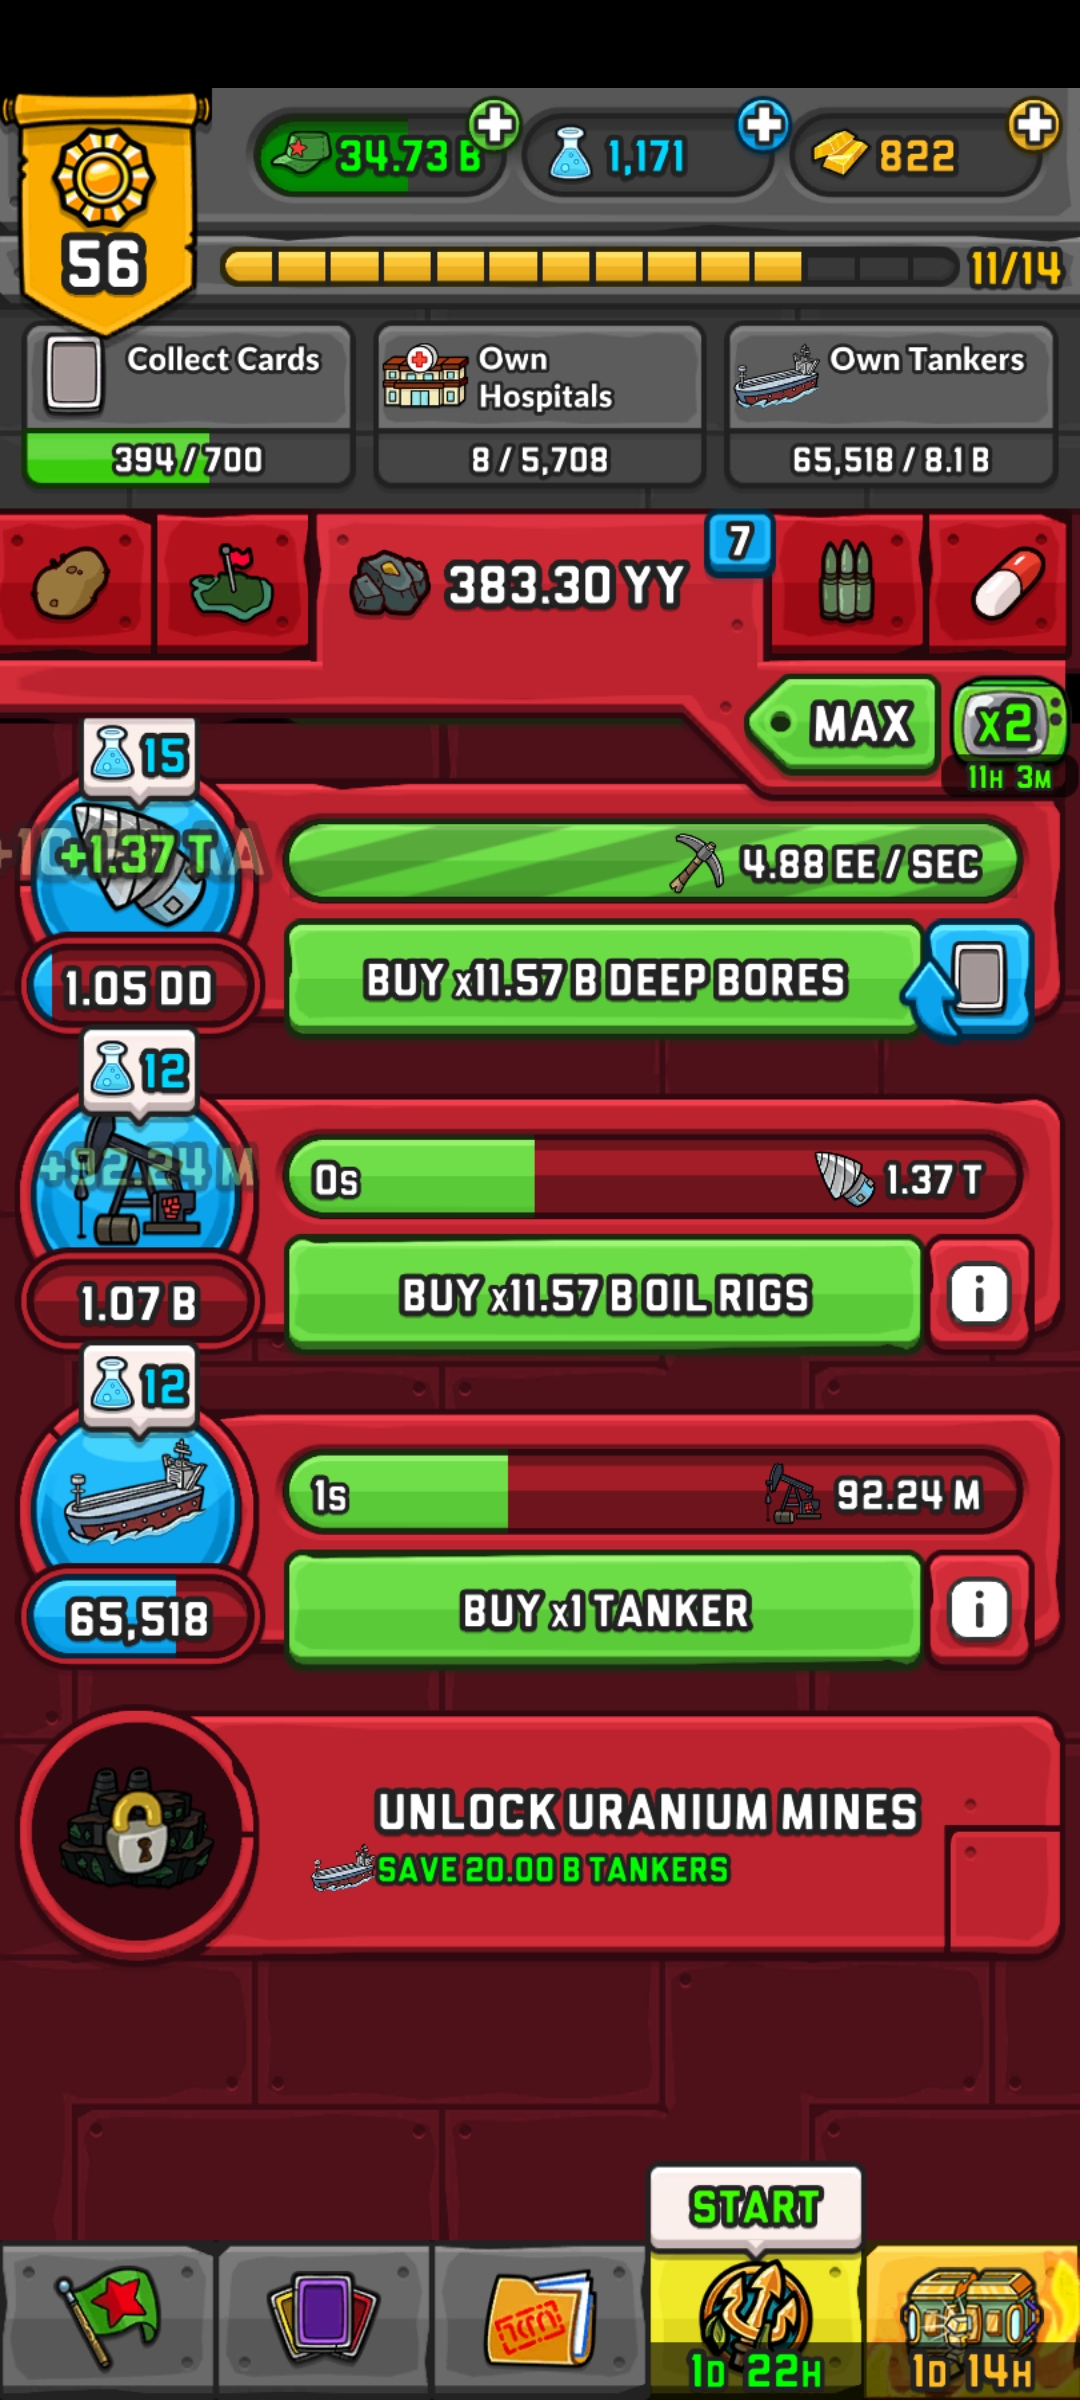 56
34.73 B
1,171
822
11/14
Collect Cards
394 / 700
Own
Hospitals
8 / 5,708
Own Tankers
65,518 / 8.1 B
383.30 YY
7
MAX
x2
11H 3M
15
+1.37 T
4.88 EE / SEC
1.05 DD
BUY x11.57 B DEEP BORES
12
+92.24 M
0s
1.37 T
1.07 B
BUY x11.57 B OIL RIGS
i
12
1s
92.24 M
65,518
BUY x1 TANKER
i
UNLOCK URANIUM MINES
SAVE 20.00 B TANKERS
START
1D 22H
1D 14H